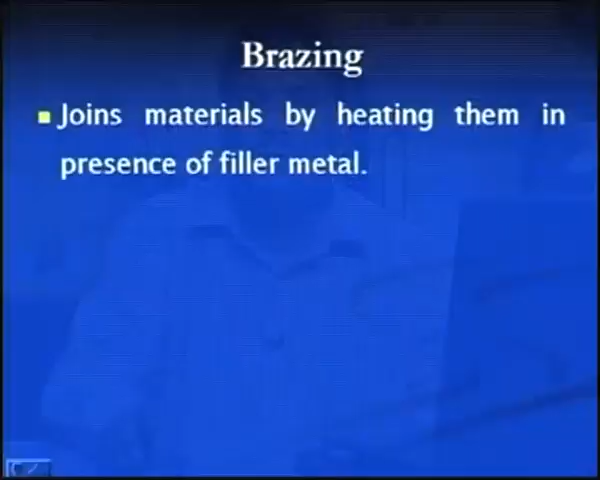 Brazing
Joins materials by heating them in
presence of filler metal.